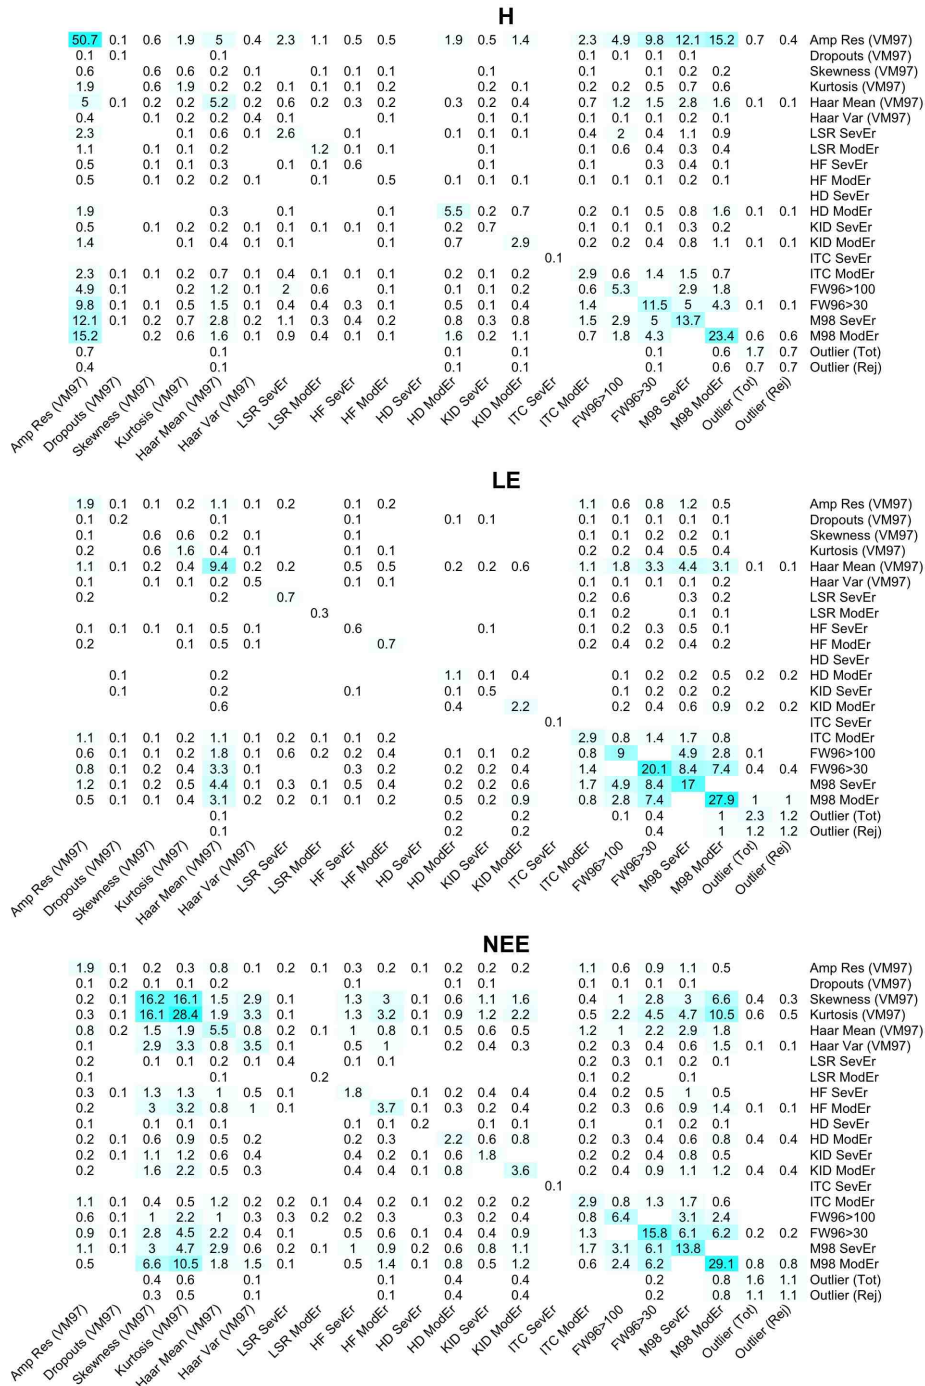 H
50.7 0.1 0.6 1.9 5 0.4 2.3 1.1 0.5 0.5 1.9 0.5 1.4 2.3 4.9 9.8 12.1 15.2 0.7 0.4 Amp Res (VM97)
0.1 0.1 0.1 0.1 0.1 0.1 0.1 Dropouts (VM97)
0.6 0.6 0.6 0.2 0.1 0.1 0.1 0.1 0.1 0.1 0.1 0.2 0.2 Skewness (VM97)
1.9 0.6 1.9 0.2 0.2 0.1 0.1 0.1 0.2 0.2 0.1 0.2 0.2 0.5 0.7 0.6 Kurtosis (VM97)
5 0.1 0.2 0.2 5.2 0.2 0.6 0.2 0.3 0.2 0.3 0.2 0.4 0.7 1.2 1.5 2.8 1.6 0.1 0.1 Haar Mean (VM97)
0.4 0.1 0.2 0.2 0.4 0.1 0.1 0.1 0.1 0.1 0.1 0.2 0.1 Haar Var (VM97)
2.3 0.1 0.6 0.1 2.6 0.1 0.1 0.1 0.1 0.4 2 0.4 1.1 0.9 LSR SevEr
1.1 0.1 0.1 0.2 1.2 0.1 0.1 0.1 0.1 0.6 0.4 0.3 0.4 LSR ModEr
0.5 0.1 0.1 0.3 0.1 0.1 0.6 0.1 0.1 0.3 0.4 0.1 HF SevEr
0.5 0.1 0.2 0.2 0.1 0.1 0.5 0.1 0.1 0.1 0.1 0.1 0.1 0.2 0.1 HF ModEr
HD SevEr
1.9 0.3 0.1 0.1 5.5 0.2 0.7 0.2 0.1 0.5 0.8 1.6 0.1 0.1 HD ModEr
0.5 0.1 0.2 0.2 0.1 0.1 0.1 0.1 0.1 0.2 0.7 0.1 0.1 0.1 0.3 0.2 KID SevEr
1.4 0.1 0.4 0.1 0.1 0.1 0.7 2.9 0.2 0.2 0.4 0.8 1.1 0.1 0.1 KID ModEr
0.1 ITC SevEr
2.3 0.1 0.1 0.2 0.7 0.1 0.4 0.1 0.1 0.1 0.2 0.1 0.2 2.9 0.6 1.4 1.5 0.7 ITC ModEr
4.9 0.1 0.2 1.2 0.1 2 0.6 0.1 0.1 0.1 0.2 0.6 5.3 2.9 1.8 FW96>100
9.8 0.1 0.1 0.5 1.5 0.1 0.4 0.4 0.3 0.1 0.5 0.1 0.4 1.4 11.5 5 4.3 0.1 0.1 FW96>30
12.1 0.1 0.2 0.7 2.8 0.2 1.1 0.3 0.4 0.2 0.8 0.3 0.8 1.5 2.9 5 13.7 M98 SevEr
15.2 0.2 0.6 1.6 0.1 0.9 0.4 0.1 0.1 1.6 0.2 1.1 0.7 1.8 4.3 23.4 0.6 0.6 M98 ModEr
0.7 0.1 0.1 0.1 0.1 0.6 1.7 0.7 Outlier (Tot)
0.4 0.1 0.1 0.1 0.1 0.6 0.7 0.7 Outlier (Rej)
Amp Res (VM97) Dropouts (VM97) Skewness (VM97) Kurtosis (VM97) Haar Mean (VM97) Haar Var (VM97) LSR SevEr LSR ModEr HF SevEr HF ModEr HD SevEr HD ModEr KID SevEr KID ModEr ITC SevEr ITC ModEr FW96>100 FW96>30 M98 SevEr M98 ModEr Outlier (Tot) Outlier (Rej)
LE
1.9 0.1 0.1 0.2 1.1 0.1 0.2 0.1 0.2 1.1 0.6 0.8 1.2 0.5 Amp Res (VM97)
0.1 0.2 0.1 0.1 0.1 0.1 0.1 0.1 0.1 0.1 0.1 Dropouts (VM97)
0.1 0.6 0.6 0.2 0.1 0.1 0.1 0.1 0.2 0.2 0.1 Skewness (VM97)
0.2 0.6 1.6 0.4 0.1 0.1 0.1 0.2 0.2 0.4 0.5 0.4 Kurtosis (VM97)
1.1 0.1 0.2 0.4 9.4 0.2 0.2 0.5 0.5 0.2 0.2 0.6 1.1 1.8 3.3 4.4 3.1 0.1 0.1 Haar Mean (VM97)
0.1 0.1 0.1 0.2 0.5 0.1 0.1 0.1 0.1 0.1 0.2 0.2 Haar Var (VM97)
0.2 0.2 0.7 0.2 0.6 0.3 0.2 LSR SevEr
0.3 0.1 0.2 0.1 0.1 LSR ModEr
0.1 0.1 0.1 0.1 0.5 0.1 0.6 0.1 0.1 0.2 0.3 0.5 0.1 HF SevEr
0.2 0.1 0.5 0.1 0.7 0.2 0.4 0.2 0.4 0.2 HF ModEr
HD SevEr
0.1 0.2 1.1 0.1 0.4 0.1 0.2 0.2 0.5 0.2 0.2 HD ModEr
0.1 0.2 0.1 0.1 0.5 0.1 0.2 0.2 0.2 KID SevEr
0.6 0.4 2.2 0.2 0.4 0.6 0.9 0.2 0.2 KID ModEr
0.1 ITC SevEr
1.1 0.1 0.1 0.2 1.1 0.1 0.2 0.1 0.1 0.2 2.9 0.8 1.4 1.7 0.8 ITC ModEr
0.6 0.1 0.1 0.2 1.8 0.1 0.6 0.2 0.2 0.4 0.1 0.1 0.2 0.8 9 4.9 2.8 0.1 FW96>100
0.8 0.1 0.2 0.4 3.3 0.1 0.3 0.2 0.2 0.2 0.4 1.4 20.1 8.4 7.4 0.4 0.4 FW96>30
1.2 0.1 0.2 0.5 4.4 0.2 0.3 0.1 0.5 0.4 0.2 0.2 0.6 1.7 4.9 8.4 17 M98 SevEr
0.5 0.1 0.1 0.4 3.1 0.2 0.2 0.1 0.1 0.2 0.5 0.2 0.9 0.8 2.8 7.4 27.9 1 1 M98 ModEr
0.1 0.2 0.2 0.1 0.4 1 2.3 1.2 Outlier (Tot)
0.1 0.2 0.2 0.4 1 1.2 1.2 Outlier (Rej)
Amp Res (VM97) Dropouts (VM97) Skewness (VM97) Kurtosis (VM97) Haar Mean (VM97) Haar Var (VM97) LSR SevEr LSR ModEr HF SevEr HF ModEr HD SevEr HD ModEr KID SevEr KID ModEr ITC SevEr ITC ModEr FW96>100 FW96>30 M98 SevEr M98 ModEr Outlier (Tot) Outlier (Rej)
NEE
1.9 0.1 0.2 0.3 0.8 0.1 0.2 0.1 0.3 0.2 0.1 0.2 0.2 0.2 1.1 0.6 0.9 1.1 0.5 Amp Res (VM97)
0.1 0.2 0.1 0.1 0.2 0.1 0.1 0.1 0.1 0.1 0.1 0.1 Dropouts (VM97)
0.2 0.1 16.2 16.1 1.5 2.9 0.1 1.3 3 0.1 0.6 1.1 1.6 0.4 1 2.8 3 6.6 0.4 0.3 Skewness (VM97)
0.3 0.1 16.1 28.4 1.9 3.3 0.1 1.3 3.2 0.1 0.9 1.2 2.2 0.5 2.2 4.5 4.7 10.5 0.6 0.5 Kurtosis (VM97)
0.8 0.2 1.5 1.9 5.5 0.8 0.2 0.1 1 0.8 0.1 0.5 0.6 0.5 1.2 1 2.2 2.9 1.8 Haar Mean (VM97)
0.1 2.9 3.3 0.8 3.5 0.1 0.5 1 0.2 0.4 0.3 0.2 0.3 0.4 0.6 1.5 0.1 0.1 Haar Var (VM97)
0.2 0.1 0.1 0.2 0.1 0.4 0.1 0.1 0.2 0.3 0.1 0.2 0.1 LSR SevEr
0.1 0.1 0.2 0.1 0.2 0.1 LSR ModEr
0.3 0.1 1.3 1.3 1 0.5 0.1 1.8 0.1 0.2 0.4 0.4 0.4 0.2 0.5 1 0.5 HF SevEr
0.2 3 3.2 0.8 1 0.1 3.7 0.1 0.3 0.2 0.4 0.2 0.3 0.6 0.9 1.4 0.1 0.1 HF ModEr
0.1 0.1 0.1 0.1 0.1 0.1 0.2 0.1 0.1 0.1 0.2 0.1 HD SevEr
0.2 0.1 0.6 0.9 0.5 0.2 0.2 0.3 2.2 0.6 0.8 0.2 0.3 0.4 0.6 0.8 0.4 0.4 HD ModEr
0.2 0.1 1.1 1.2 0.6 0.4 0.4 0.2 0.1 0.6 1.8 0.2 0.2 0.4 0.8 0.5 KID SevEr
0.2 1.6 2.2 0.5 0.3 0.4 0.4 0.1 0.8 3.6 0.2 0.4 0.9 1.1 1.2 0.4 0.4 KID ModEr
0.1 ITC SevEr
1.1 0.1 0.4 0.5 1.2 0.2 0.2 0.1 0.4 0.2 0.1 0.2 0.2 0.2 2.9 0.8 1.3 1.7 0.6 ITC ModEr
0.6 0.1 1 2.2 1 0.3 0.3 0.2 0.2 0.3 0.3 0.2 0.4 0.8 6.4 3.1 2.4 FW96>100
0.9 0.1 2.8 4.5 2.2 0.4 0.1 0.5 0.6 0.1 0.4 0.4 0.9 1.3 15.8 6.1 6.2 0.2 0.2 FW96>30
1.1 0.1 3 4.7 2.9 0.6 0.2 0.1 1 0.9 0.2 0.6 0.8 1.1 1.7 3.1 6.1 13.8 M98 SevEr
0.5 6.6 10.5 1.8 1.5 0.1 0.5 1.4 0.1 0.8 0.5 1.2 0.6 2.4 6.2 29.1 0.8 0.8 M98 ModEr
0.4 0.6 0.1 0.1 0.4 0.4 0.2 0.8 1.6 1.1 Outlier (Tot)
0.3 0.5 0.1 0.1 0.4 0.4 0.2 0.8 1.1 1.1 Outlier (Rej)
Amp Res (VM97) Dropouts (VM97) Skewness (VM97) Kurtosis (VM97) Haar Mean (VM97) Haar Var (VM97) LSR SevEr LSR ModEr HF SevEr HF ModEr HD SevEr HD ModEr KID SevEr KID ModEr ITC SevEr ITC ModEr FW96>100 FW96>30 M98 SevEr M98 ModEr Outlier (Tot) Outlier (Rej)